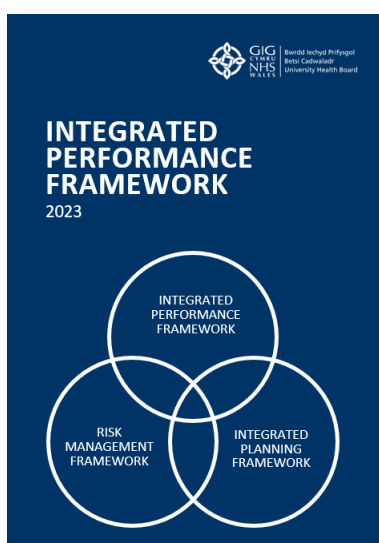 GIG
CYMRU
NHS
WALES
Bwrdd Iechyd Prifysgol
Betsi Cadwaladr
University Health Board
INTEGRATED
PERFORMANCE
FRAMEWORK
2023
INTEGRATED
PERFORMANCE
FRAMEWORK
RISK
MANAGEMENT
FRAMEWORK
INTEGRATED
PLANNING
FRAMEWORK